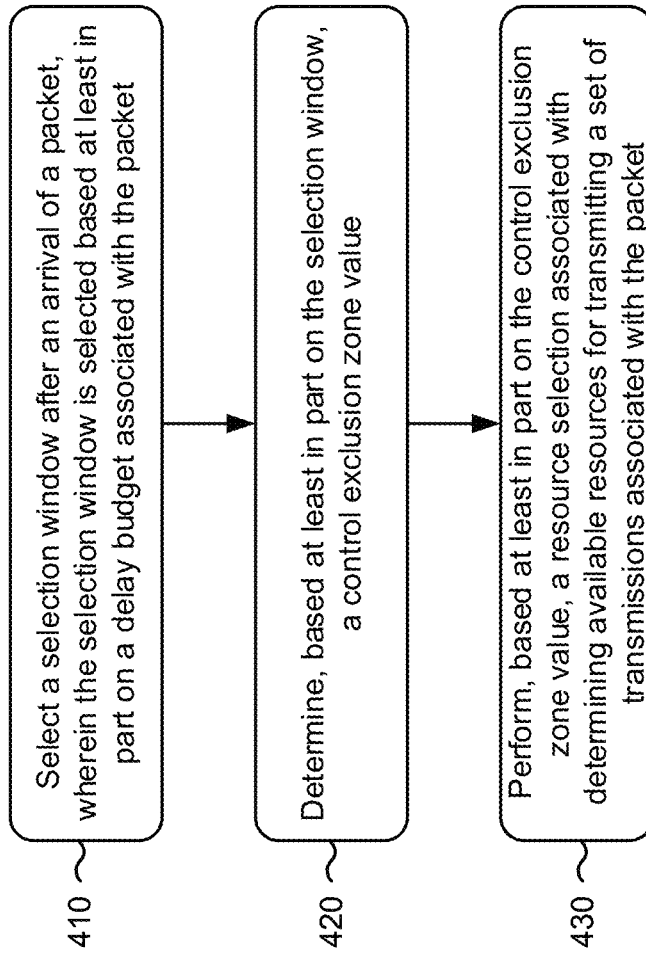 410
Select a selection window after an arrival of a packet,
wherein the selection window is selected based at least in
part on a delay budget associated with the packet
420
Determine, based at least in part on the selection window,
a control exclusion zone value
430
Perform, based at least in part on the control exclusion
zone value, a resource selection associated with
determining available resources for transmitting a set of
transmissions associated with the packet